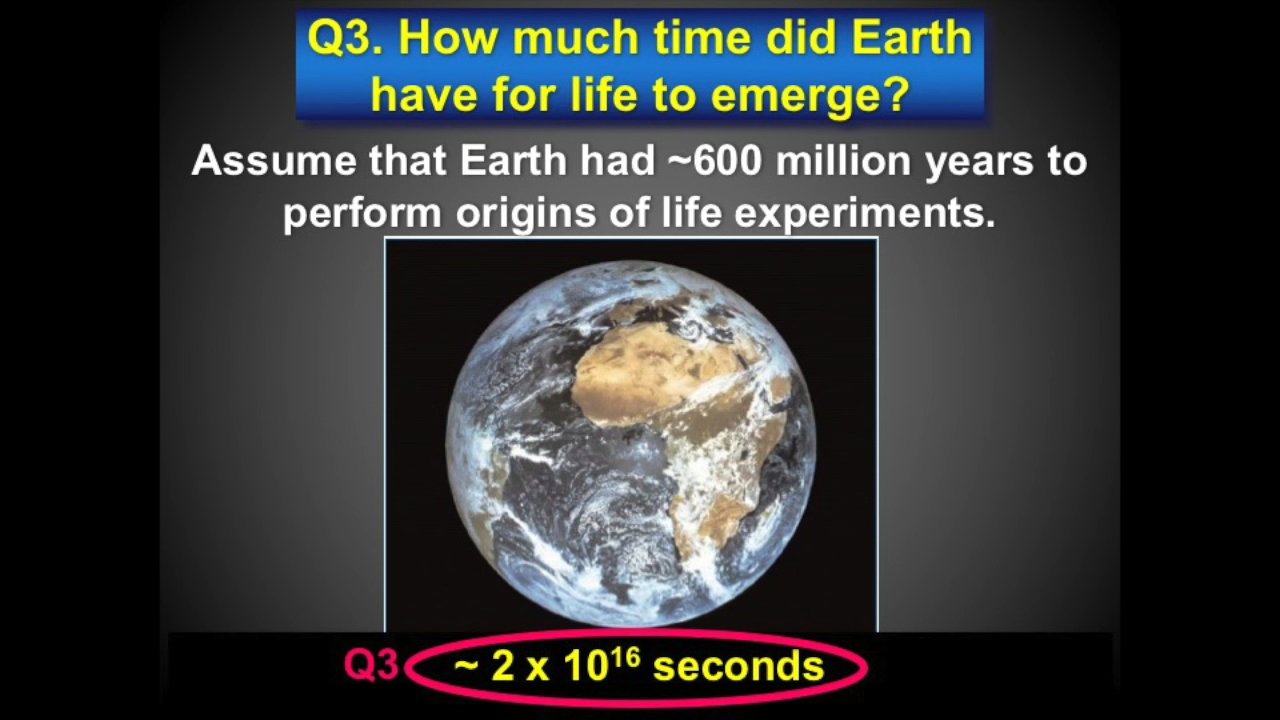 Q3. How much time did Earth
have for life to emerge?
Assume that Earth had ~600 million years to
perform origins of life experiments.
Q3 ~ 2 x 10¹⁶ seconds